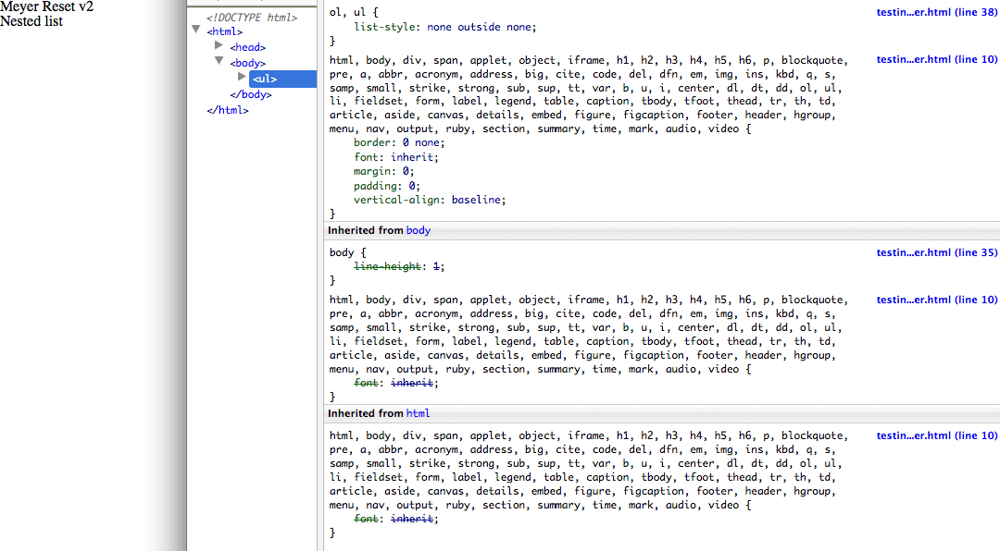 Meyer Reset v2
Nested list
<!DOCTYPE html>
<html>
<head>
<body>
<ul>
</body>
</html>
ol, ul {
testin...er.html (line 38)
list-style: none outside none;
}
html, body, div, span, applet, object, iframe, h1, h2, h3, h4, h5, h6, p, blockquote,
testin...er.html (line 10)
pre, a, abbr, acronym, address, big, cite, code, del, dfn, em, img, ins, kbd, q, s,
samp, small, strike, strong, sub, sup, tt, var, b, u, i, center, dl, dt, dd, ol, ul,
li, fieldset, form, label, legend, table, caption, tbody, tfoot, thead, tr, th, td,
article, aside, canvas, details, embed, figure, figcaption, footer, header, hgroup,
menu, nav, output, ruby, section, summary, time, mark, audio, video {
border: 0 none;
font: inherit;
margin: 0;
padding: 0;
vertical-align: baseline;
}
Inherited from body
body {
testin...er.html (line 35)
line-height: 1;
}
html, body, div, span, applet, object, iframe, h1, h2, h3, h4, h5, h6, p, blockquote,
testin...er.html (line 10)
pre, a, abbr, acronym, address, big, cite, code, del, dfn, em, img, ins, kbd, q, s,
samp, small, strike, strong, sub, sup, tt, var, b, u, i, center, dl, dt, dd, ol, ul,
li, fieldset, form, label, legend, table, caption, tbody, tfoot, thead, tr, th, td,
article, aside, canvas, details, embed, figure, figcaption, footer, header, hgroup,
menu, nav, output, ruby, section, summary, time, mark, audio, video {
font: inherit;
}
Inherited from html
html, body, div, span, applet, object, iframe, h1, h2, h3, h4, h5, h6, p, blockquote,
testin...er.html (line 10)
pre, a, abbr, acronym, address, big, cite, code, del, dfn, em, img, ins, kbd, q, s,
samp, small, strike, strong, sub, sup, tt, var, b, u, i, center, dl, dt, dd, ol, ul,
li, fieldset, form, label, legend, table, caption, tbody, tfoot, thead, tr, th, td,
article, aside, canvas, details, embed, figure, figcaption, footer, header, hgroup,
menu, nav, output, ruby, section, summary, time, mark, audio, video {
font: inherit;
}